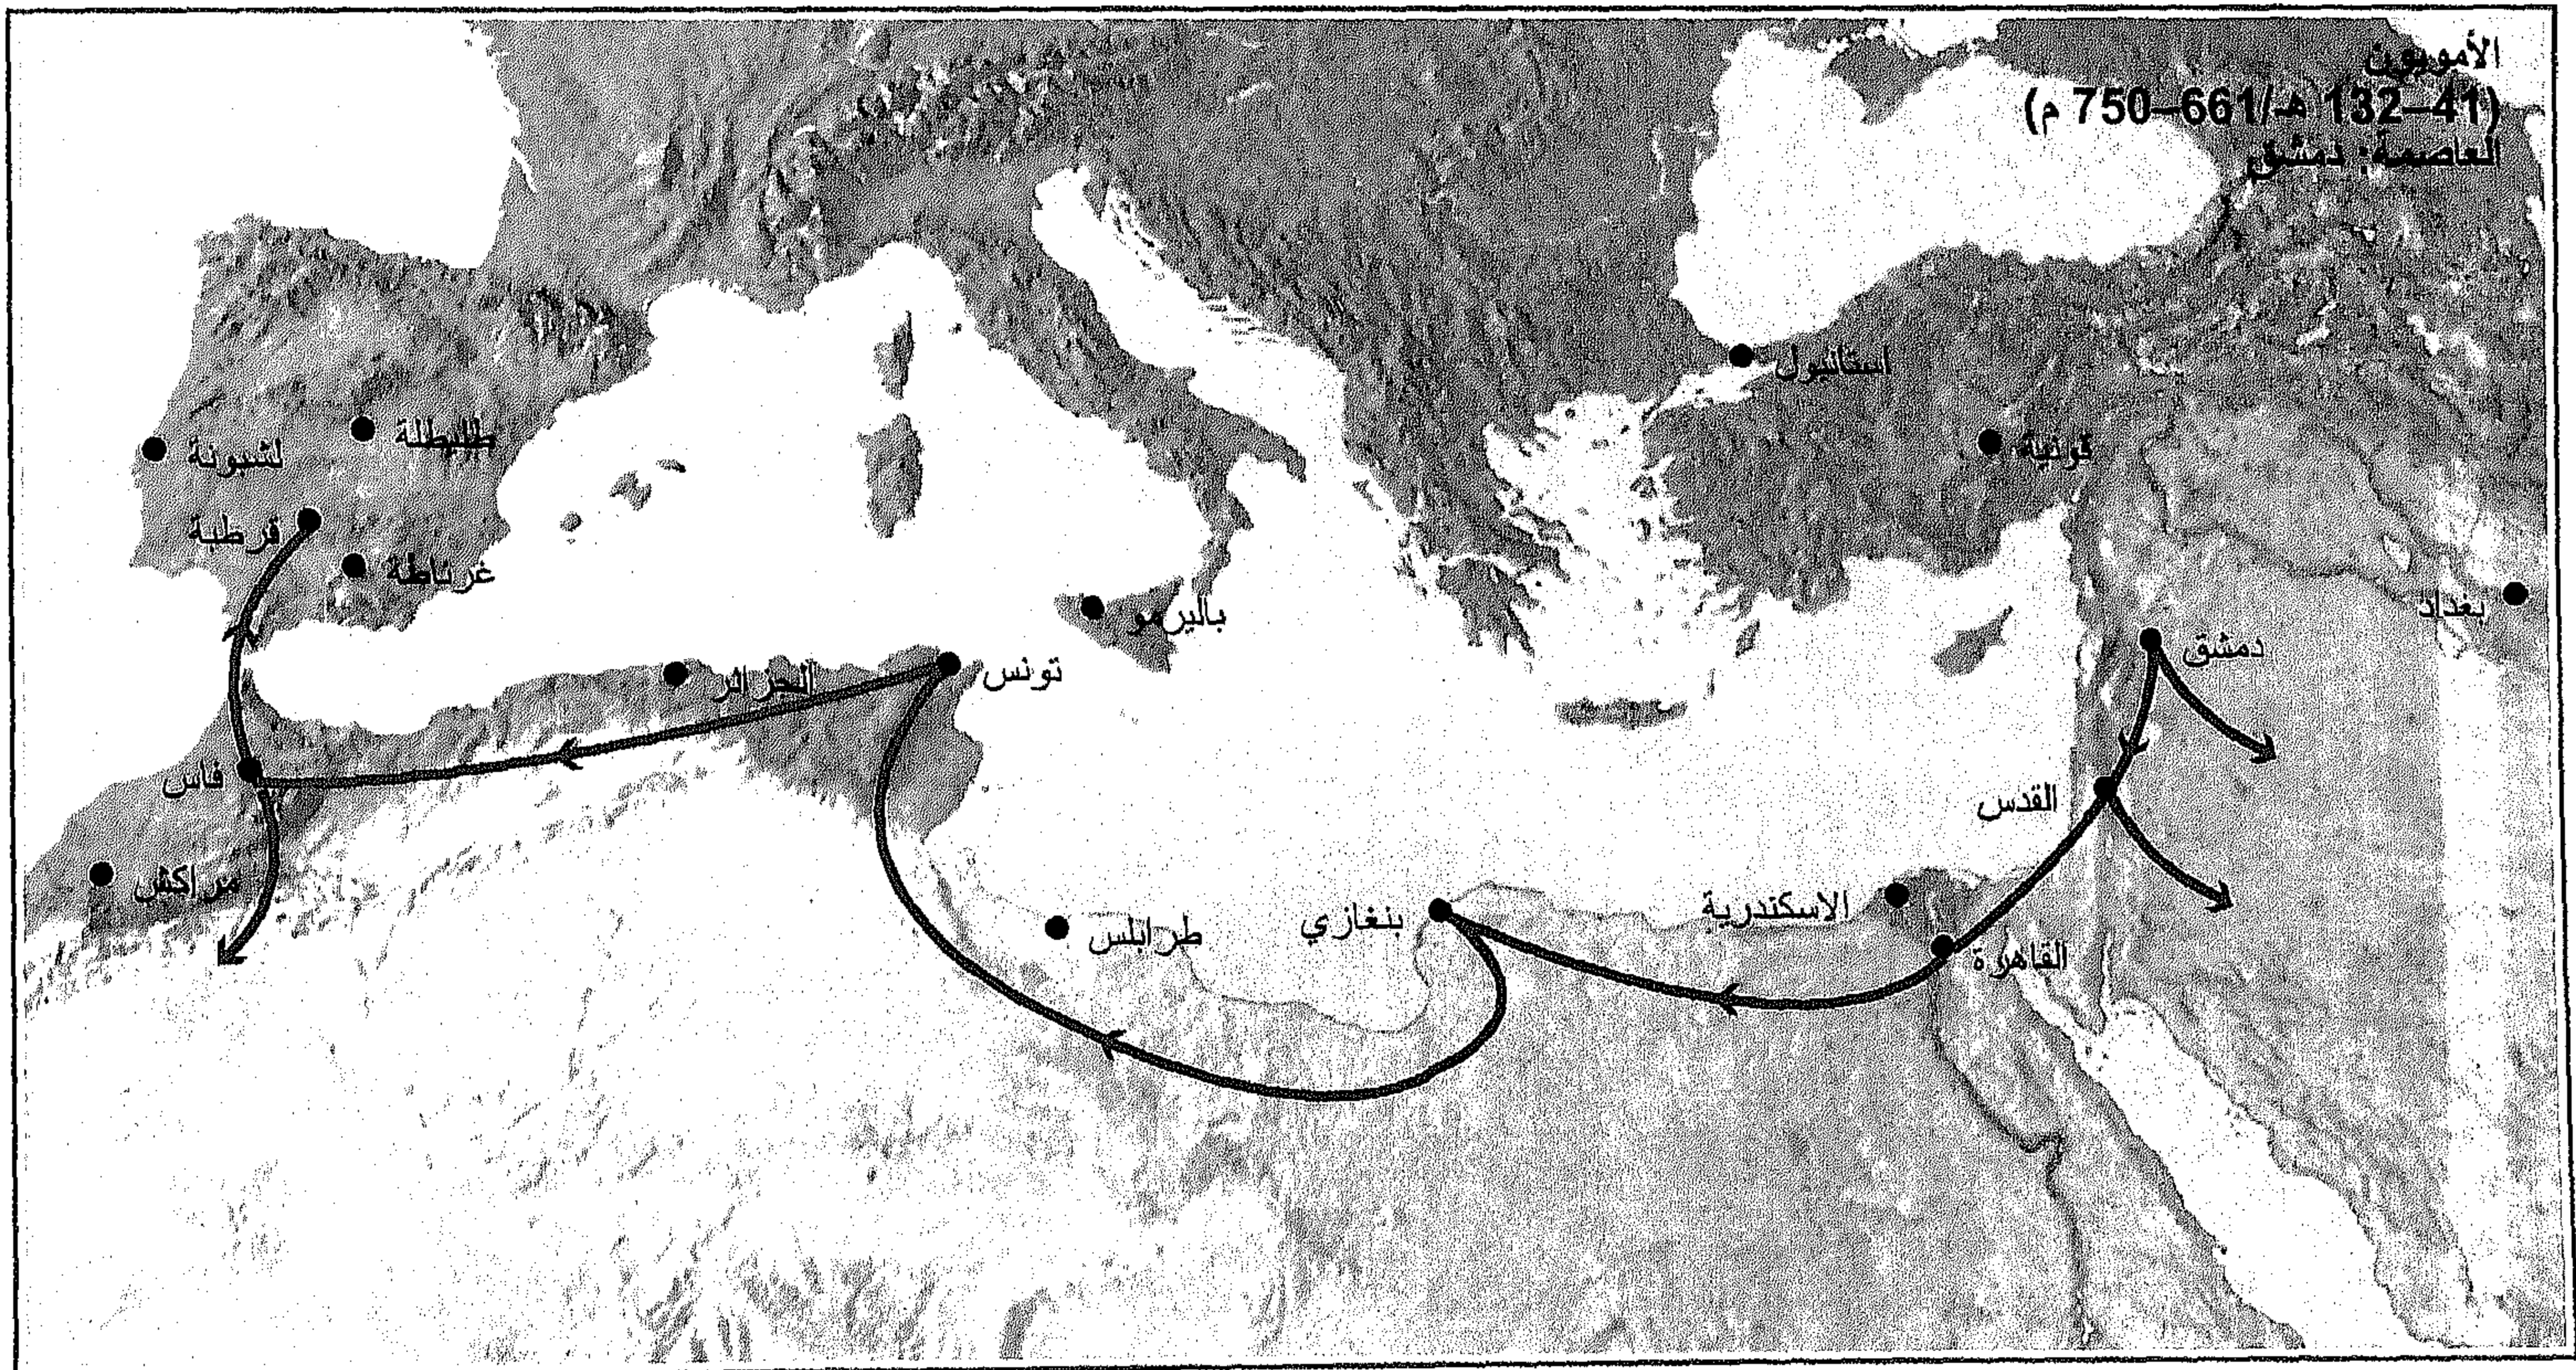 الأمويون
(41–132 هـ/661–750 م)
العاصمة: دمشق
استانبول
قونية
طليطلة
لشبونة
قرطبة
غرناطة
باليرمو
بغداد
دمشق
تونس
الجزائر
فاس
القدس
مراكش
الاسكندرية
بنغازي
طرابلس
القاهرة